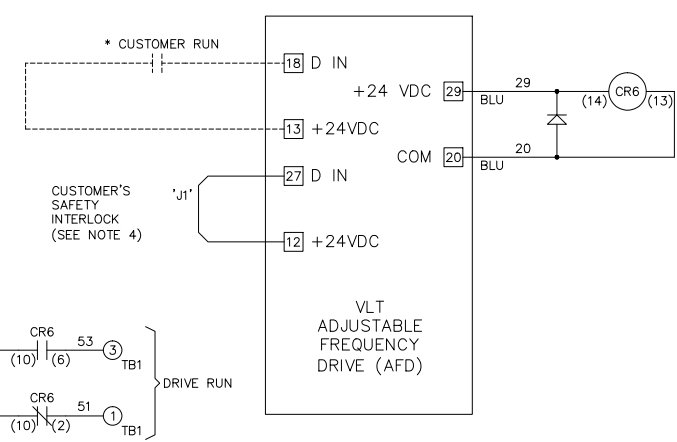 * CUSTOMER RUN
18 D IN
+24 VDC 29
29
BLU
CR6
(14)
(13)
13 +24VDC
COM 20
20
BLU
27 D IN
'J1'
CUSTOMER'S
SAFETY
INTERLOCK
(SEE NOTE 4)
12 +24VDC
VLT
ADJUSTABLE
FREQUENCY
DRIVE (AFD)
CR6
53
3
(10) (6)
TB1
DRIVE RUN
CR6
51
1
(10) (2)
TB1